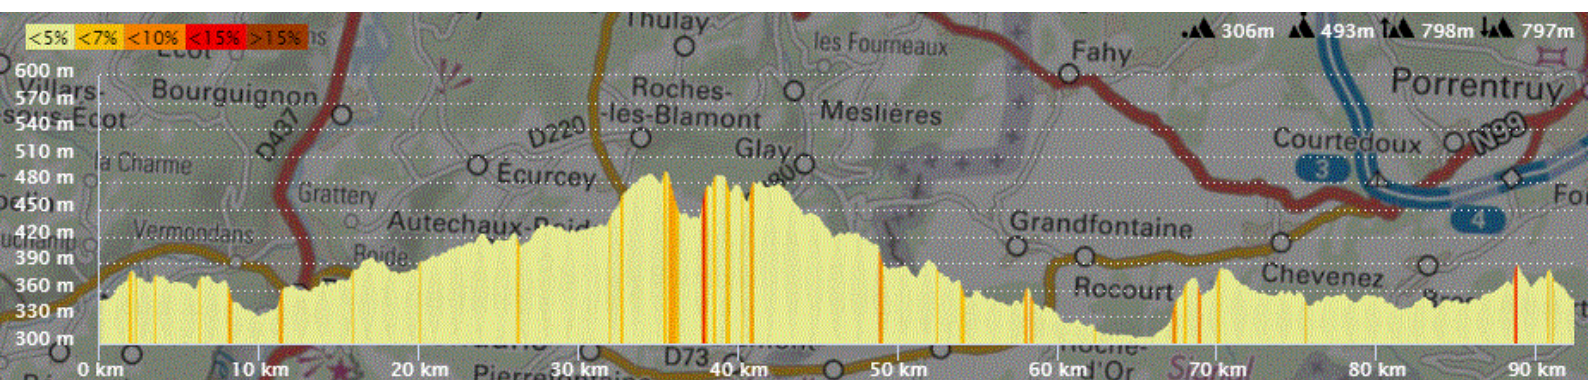 Thulay
<5% <7% <10% <15% >15%
306m 493m 798m 797m
les Fourneaux
Fahy
600 m
Bourguignon
Roches-
Porrentruy
570 m
-les-Blamont
Meslières
540 m
D437
D220
Courtedoux
N99
510 m
la Charme
Glay
Écurcey
3
480 m
Grattery
450 m
Autechaux-Roide
Grandfontaine
4
420 m
Vermondans
390 m
Roide
Chevenez
360 m
Rocourt
330 m
300 m
D73
Roche-
0 km 10 km 20 km 30 km 40 km 50 km 60 km 70 km 80 km 90 km
d'Or